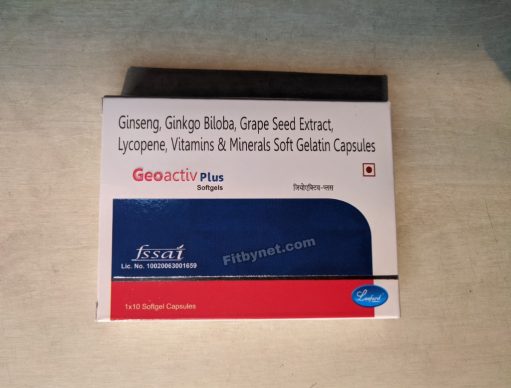 Ginseng, Ginkgo Biloba, Grape Seed Extract,
Lycopene, Vitamins & Minerals Soft Gelatin Capsules
Geoactiv Plus
Softgels
जियोएक्टिव-प्लस
Fitbynet.com
fssai
Lic. No. 10020063001659
1x10 Softgel Capsules
Leeford